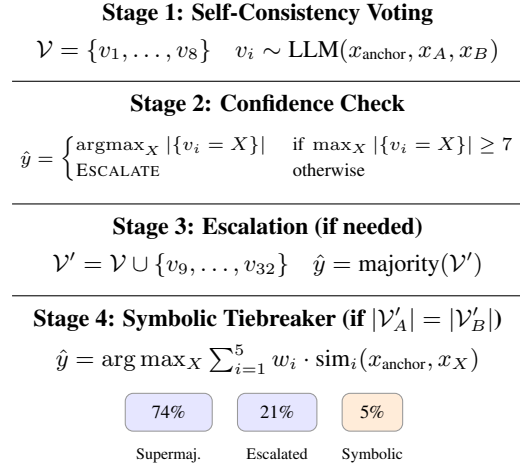 Stage 1: Self-Consistency Voting
𝒱 = {v₁, . . . , v₈}   vᵢ ∼ LLM(x_anchor, x_A, x_B)
Stage 2: Confidence Check
ŷ = { argmax_X |{vᵢ = X}|   if max_X |{vᵢ = X}| ≥ 7
ESCALATE   otherwise
Stage 3: Escalation (if needed)
𝒱′ = 𝒱 ∪ {v₉, . . . , v₃₂}   ŷ = majority(𝒱′)
Stage 4: Symbolic Tiebreaker (if |𝒱′_A| = |𝒱′_B|)
ŷ = arg max_X ∑⁵ᵢ₌₁ wᵢ · simᵢ(x_anchor, x_X)
74% 21% 5%
Supermaj. Escalated Symbolic